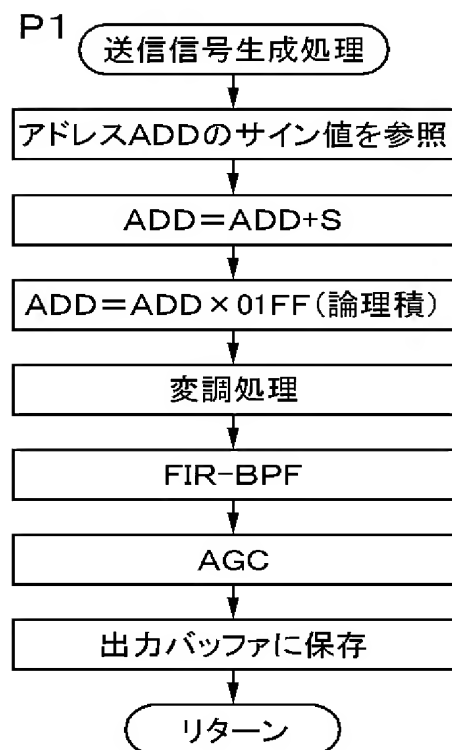 P1
送信信号生成処理
アドレスADDのサイン値を参照
ADD=ADD+S
ADD=ADD×01FF(論理積)
変調処理
FIR-BPF
AGC
出力バッファに保存
リターン